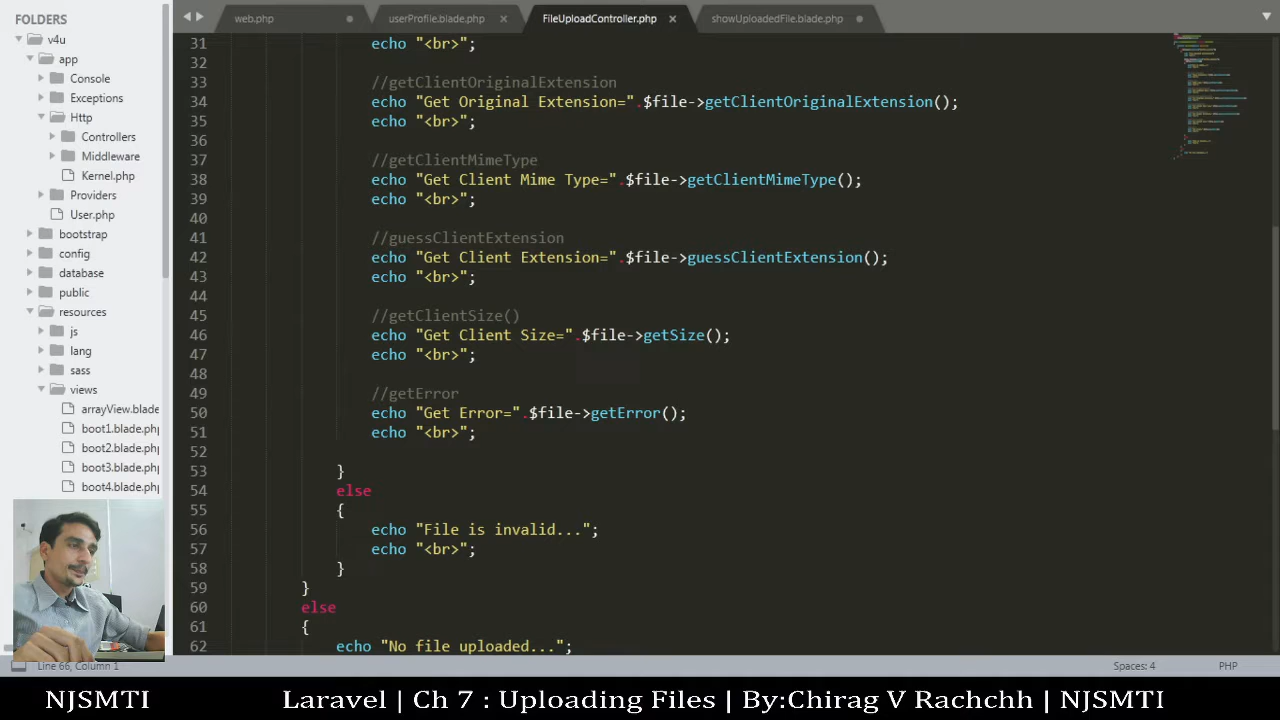 FOLDERS
v4u
app
Console
Exceptions
Http
Controllers
Middleware
Kernel.php
Providers
User.php
bootstrap
config
database
public
resources
js
lang
sass
views
arrayView.blade
boot1.blade.php
boot2.blade.php
boot3.blade.php
boot4.blade.php
web.php
userProfile.blade.php
FileUploadController.php
showUploadedFile.blade.php
31 echo "<br>";
32
33 //getClientOriginalExtension
34 echo "Get Original Extension=".$file->getClientOriginalExtension();
35 echo "<br>";
36
37 //getClientMimeType
38 echo "Get Client Mime Type=".$file->getClientMimeType();
39 echo "<br>";
40
41 //guessClientExtension
42 echo "Get Client Extension=".$file->guessClientExtension();
43 echo "<br>";
44
45 //getClientSize()
46 echo "Get Client Size=".$file->getSize();
47 echo "<br>";
48
49 //getError
50 echo "Get Error=".$file->getError();
51 echo "<br>";
52
53 }
54 else
55 {
56 echo "File is invalid...";
57 echo "<br>";
58 }
59 }
60 else
61 {
62 echo "No file uploaded...";
Line 66, Column 1
Spaces: 4
PHP
NJSMTI
Laravel | Ch 7 : Uploading Files | By:Chirag V Rachchh | NJSMTI